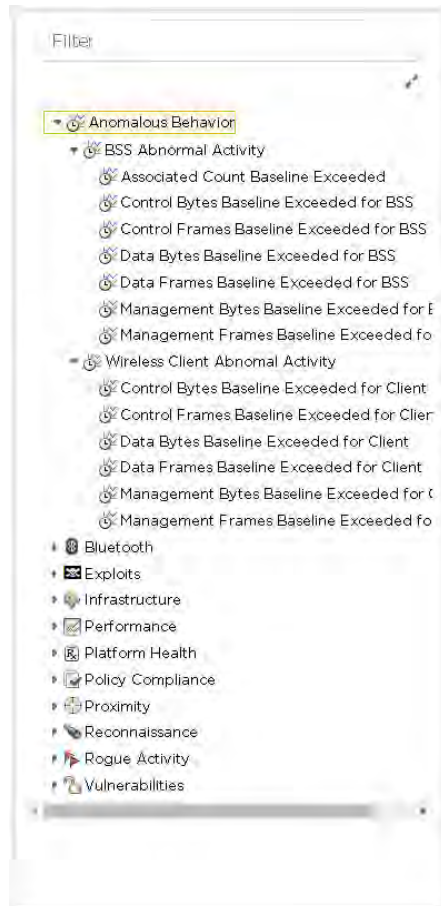 Filter
Anomalous Behavior
BSS Abnormal Activity
Associated Count Baseline Exceeded
Control Bytes Baseline Exceeded for BSS
Control Frames Baseline Exceeded for BSS
Data Bytes Baseline Exceeded for BSS
Data Frames Baseline Exceeded for BSS
Management Bytes Baseline Exceeded for
Management Frames Baseline Exceeded fo
Wireless Client Abnomal Activity
Control Bytes Baseline Exceeded for Client
Control Frames Baseline Exceeded for Clien
Data Bytes Baseline Exceeded for Client
Data Frames Baseline Exceeded for Client
Management Bytes Baseline Exceeded for
Management Frames Baseline Exceeded fo
Bluetooth
Exploits
Infrastructure
Performance
Platform Health
Policy Compliance
Proximity
Reconnaissance
Rogue Activity
Vulnerabilities